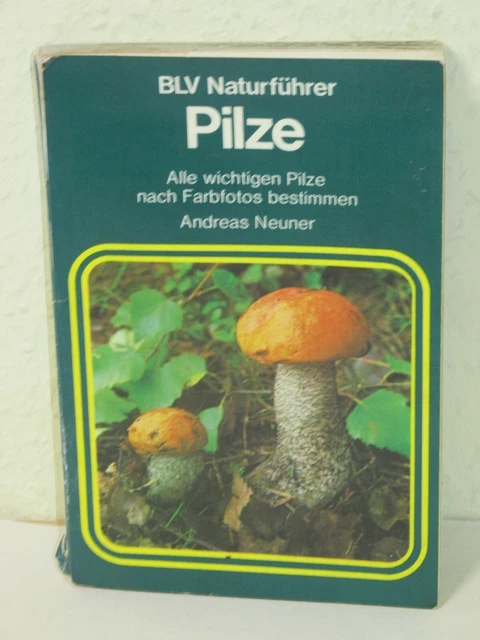 BLV Naturführer
Pilze
Alle wichtigen Pilze
nach Farbfotos bestimmen
Andreas Neuner